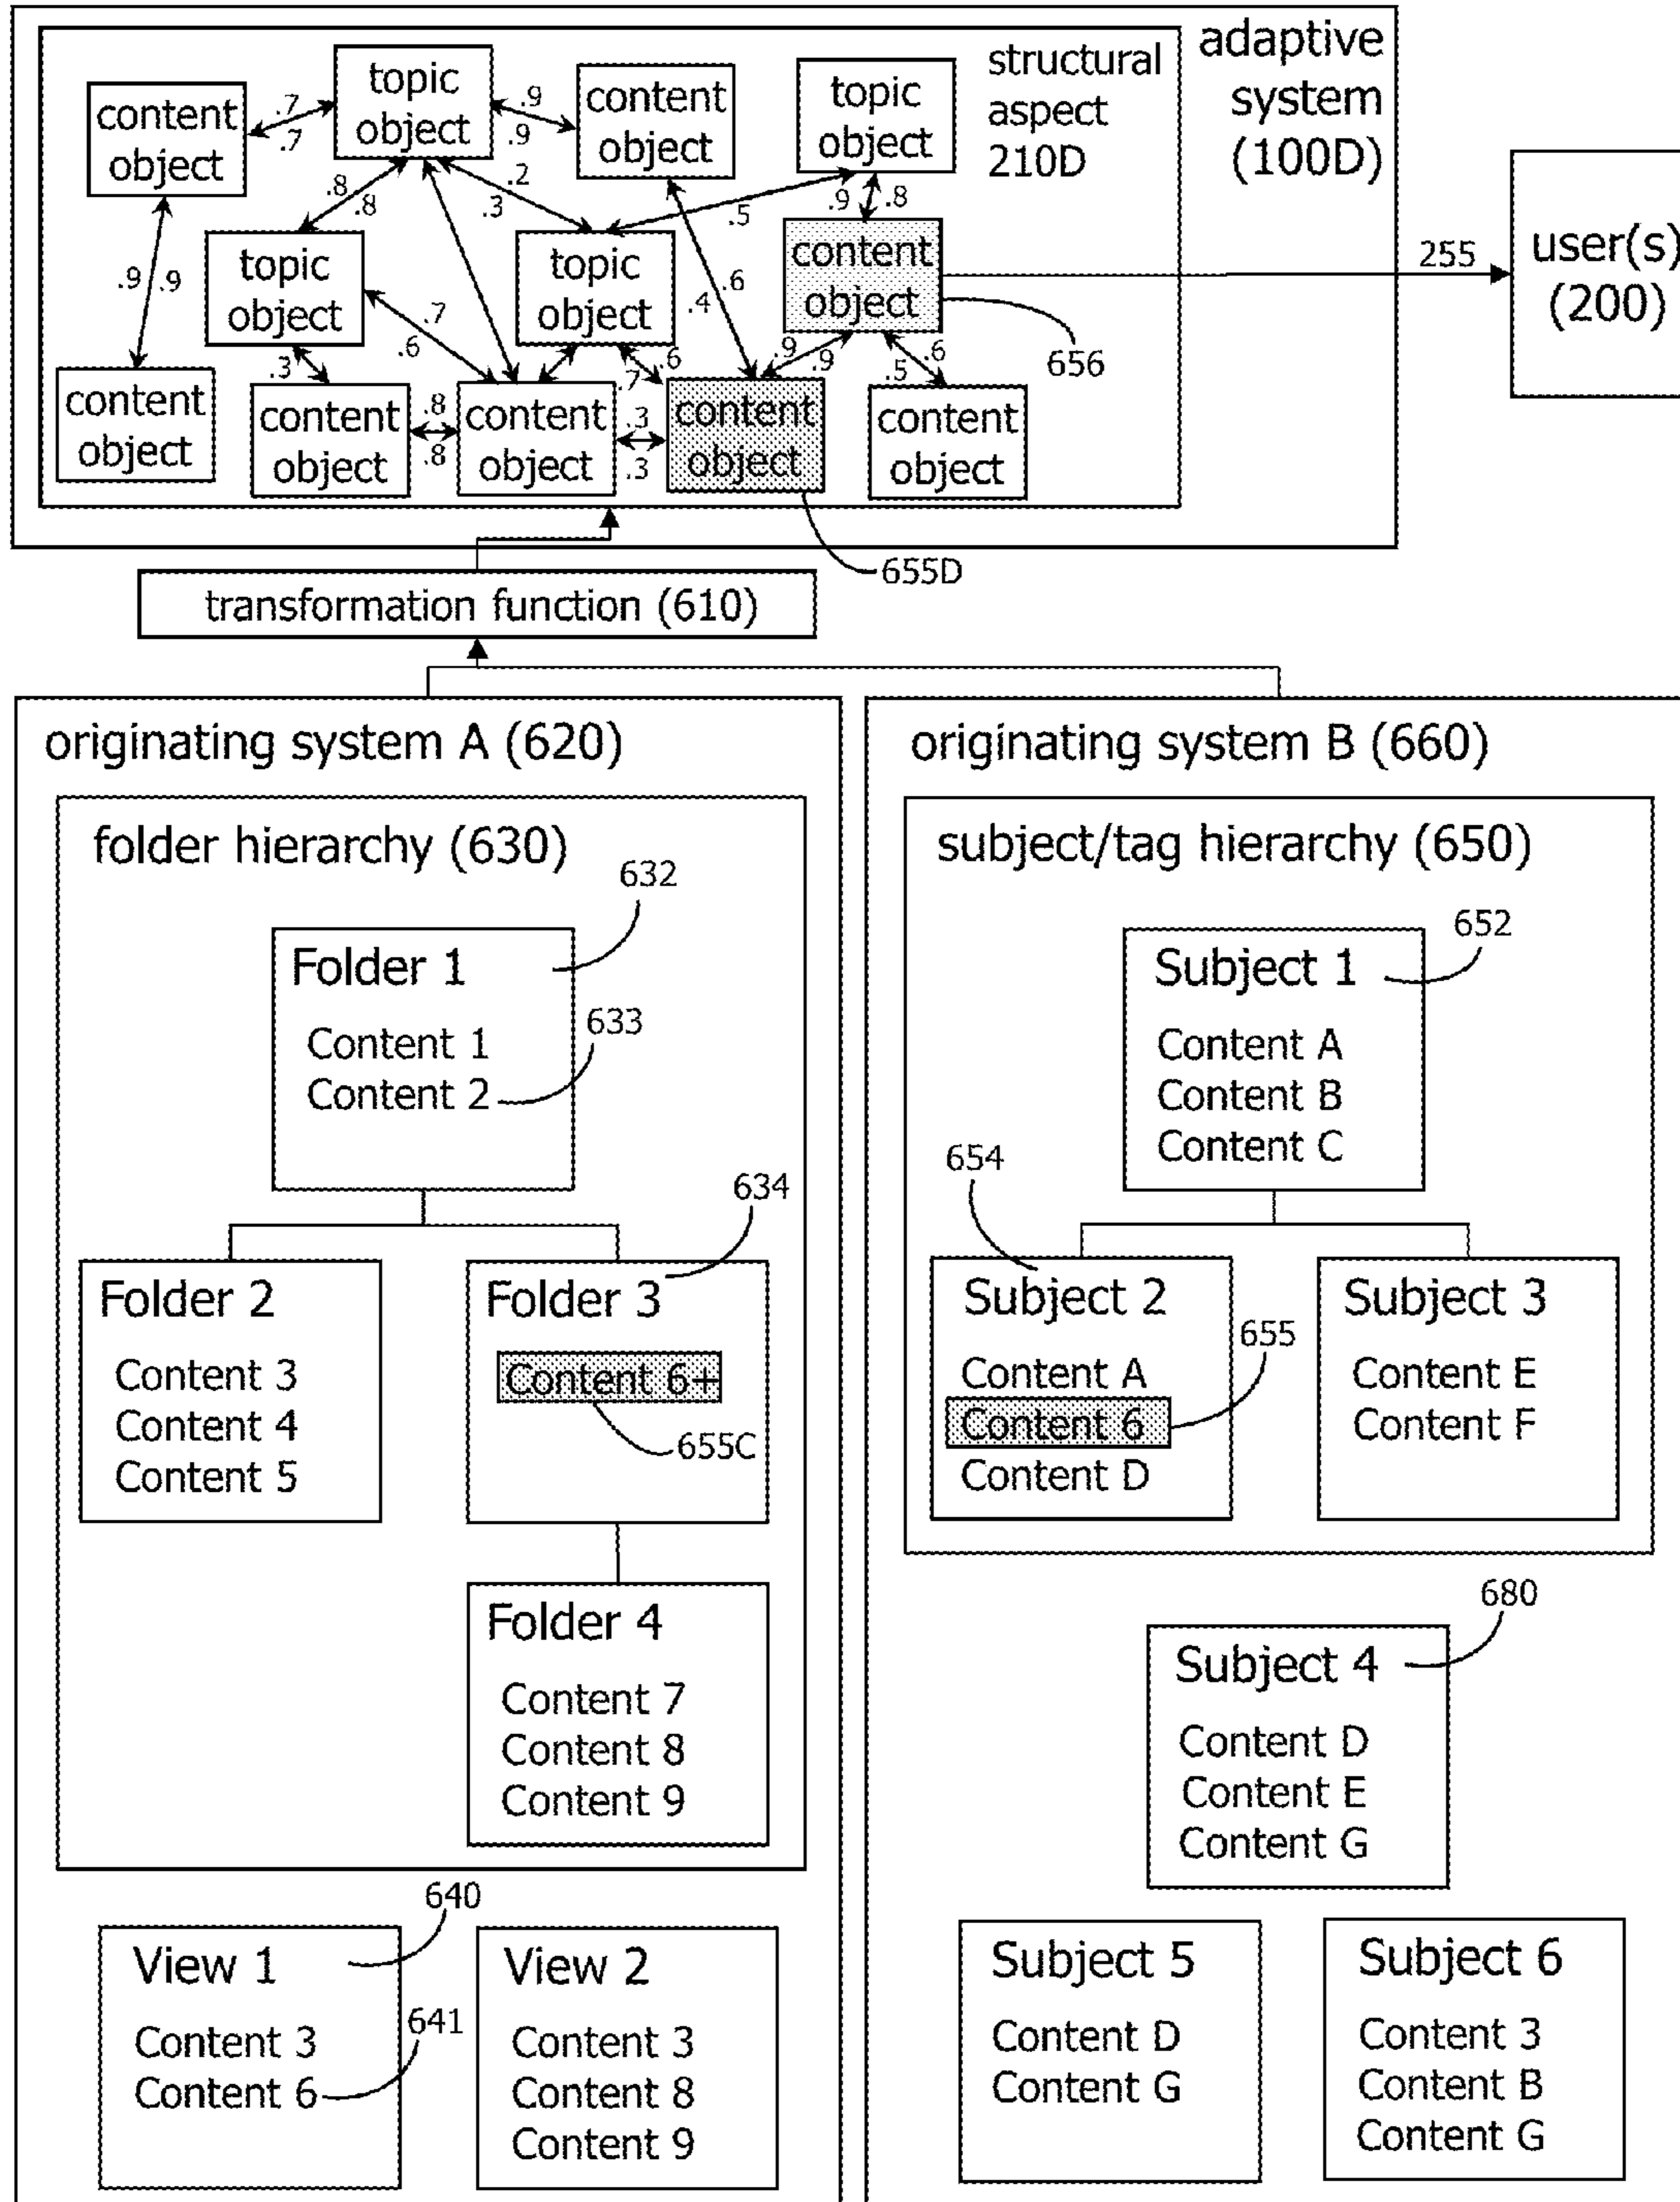 adaptive
system
(100D)
structural
aspect
210D
content
object
.7
.7
topic
object
.9
.9
content
object
topic
object
.8
.8
.2
.3
.5
.9
.8
.9
.9
topic
object
topic
object
.4
.6
content
object
656
255
user(s)
(200)
.7
.6
.3
.6
.7
.9
.9
.6
.5
content
object
content
object
.8
.8
content
object
.3
.3
content
object
content
object
655D
transformation function (610)
originating system A (620)
folder hierarchy (630)
632
Folder 1
Content 1
633
Content 2
634
Folder 2
Content 3
Content 4
Content 5
Folder 3
Content 6+
655C
Folder 4
Content 7
Content 8
Content 9
640
View 1
Content 3
641
Content 6
View 2
Content 3
Content 8
Content 9
originating system B (660)
subject/tag hierarchy (650)
652
Subject 1
Content A
Content B
Content C
654
Subject 2
Content A
655
Content 6
Content D
Subject 3
Content E
Content F
680
Subject 4
Content D
Content E
Content G
Subject 5
Content D
Content G
Subject 6
Content 3
Content B
Content G